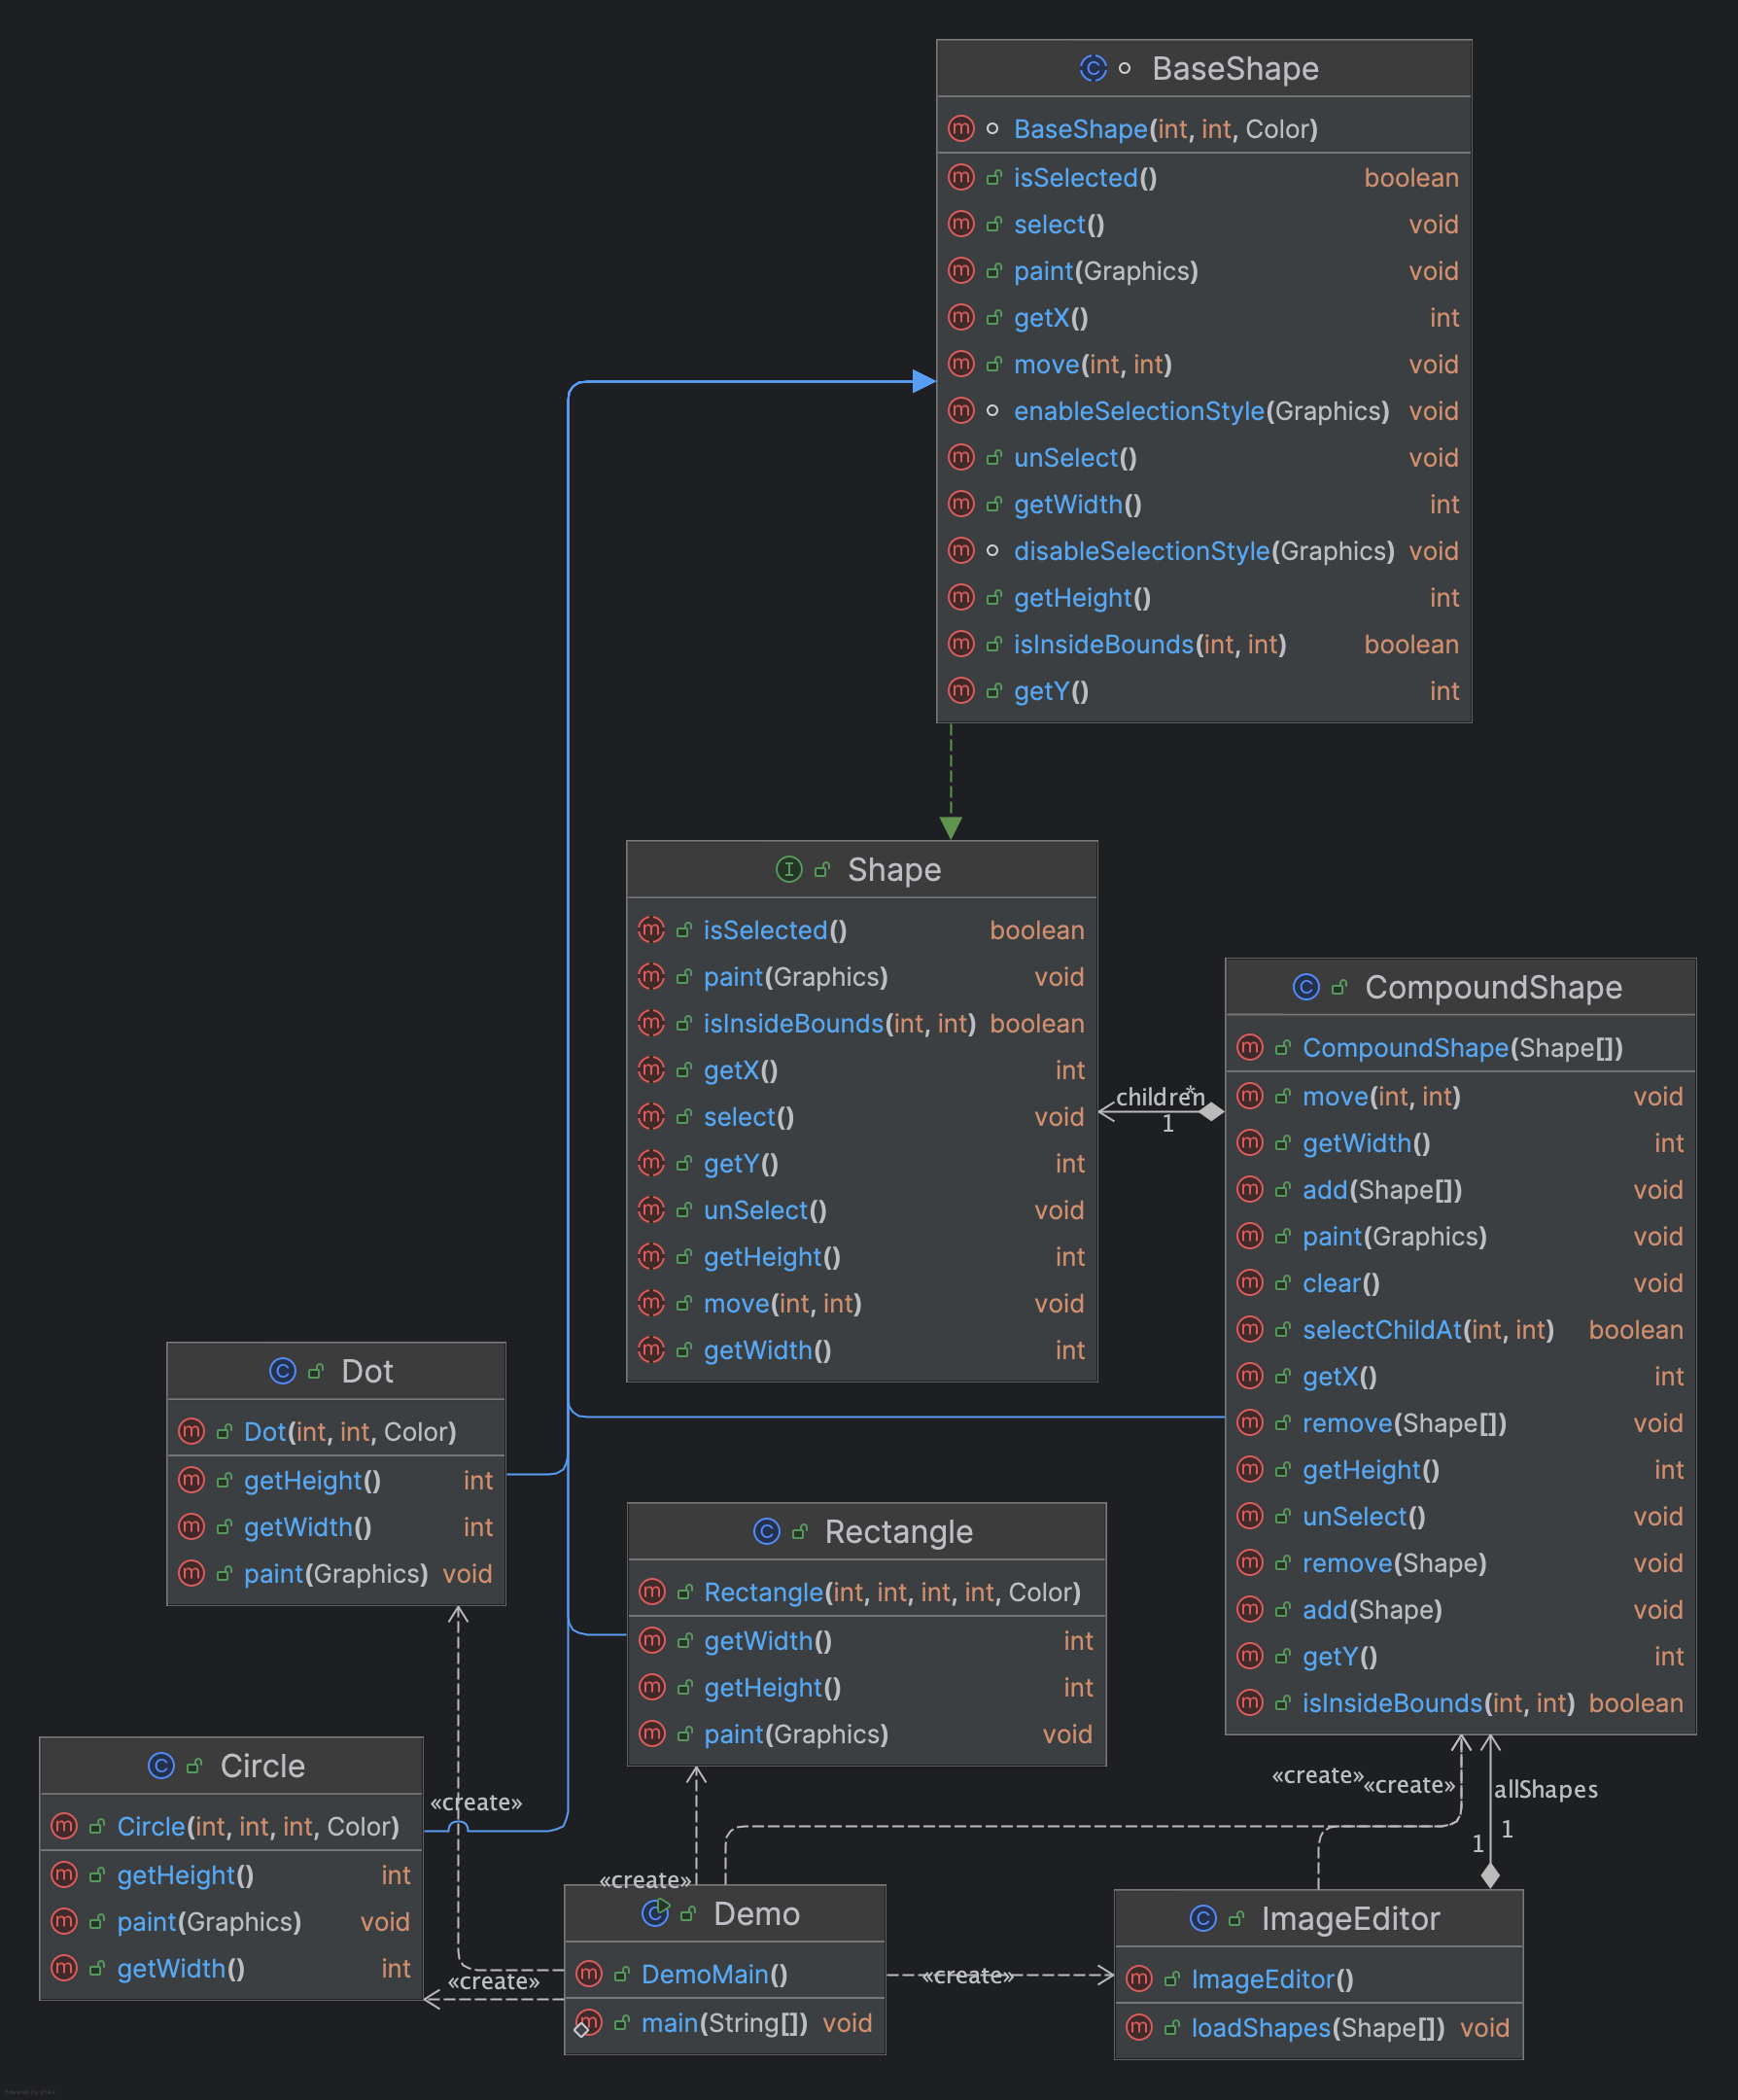 BaseShape
BaseShape(int, int, Color)
isSelected() boolean
select() void
paint(Graphics) void
getX() int
move(int, int) void
enableSelectionStyle(Graphics) void
unSelect() void
getWidth() int
disableSelectionStyle(Graphics) void
getHeight() int
isInsideBounds(int, int) boolean
getY() int
Shape
isSelected() boolean
paint(Graphics) void
isInsideBounds(int, int) boolean
getX() int
select() void
getY() int
unSelect() void
getHeight() int
move(int, int) void
getWidth() int
children
*
1
CompoundShape
CompoundShape(Shape[])
move(int, int) void
getWidth() int
add(Shape[]) void
paint(Graphics) void
clear() void
selectChildAt(int, int) boolean
getX() int
remove(Shape[]) void
getHeight() int
unSelect() void
remove(Shape) void
add(Shape) void
getY() int
isInsideBounds(int, int) boolean
Dot
Dot(int, int, Color)
getHeight() int
getWidth() int
paint(Graphics) void
Rectangle
Rectangle(int, int, int, int, Color)
getWidth() int
getHeight() int
paint(Graphics) void
Circle
Circle(int, int, int, Color)
getHeight() int
paint(Graphics) void
getWidth() int
«create»
«create»
«create»
«create»
«create»
allShapes
1
1
Demo
DemoMain()
main(String[]) void
«create»
ImageEditor
ImageEditor()
loadShapes(Shape[]) void
Powered by yFiles